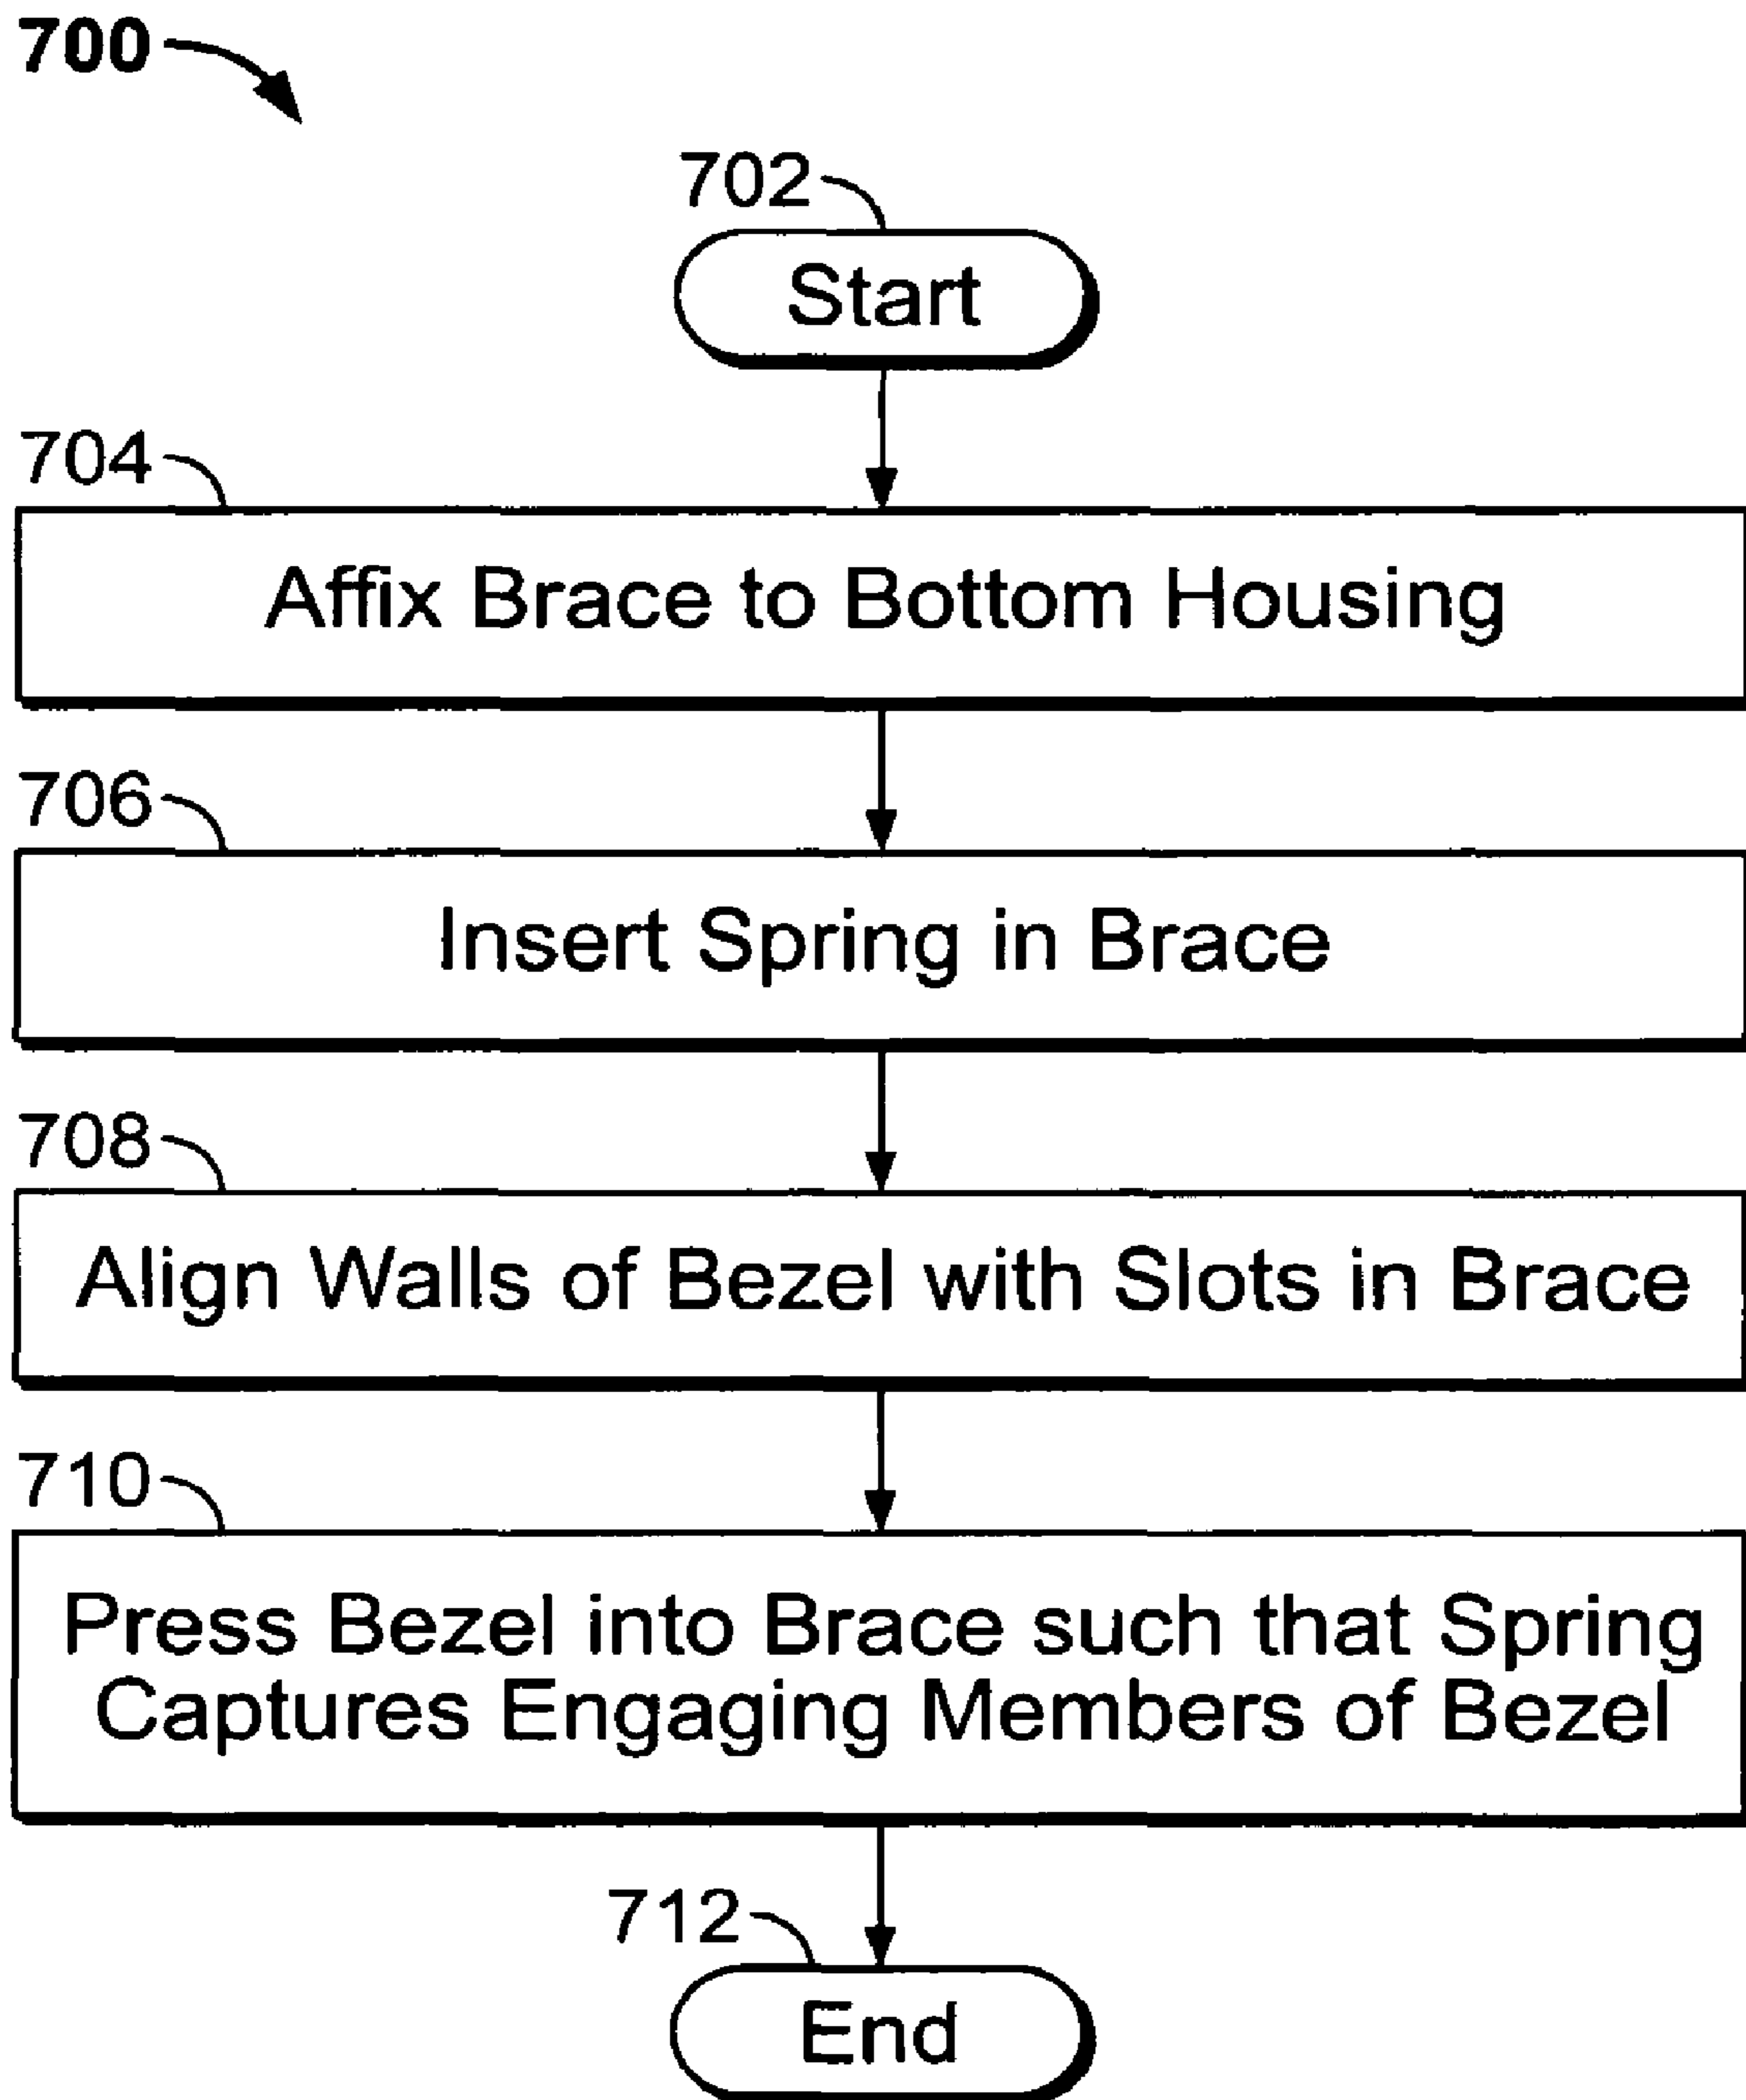 700
702
Start
704
Affix Brace to Bottom Housing
706
Insert Spring in Brace
708
Align Walls of Bezel with Slots in Brace
710
Press Bezel into Brace such that Spring
Captures Engaging Members of Bezel
712
End